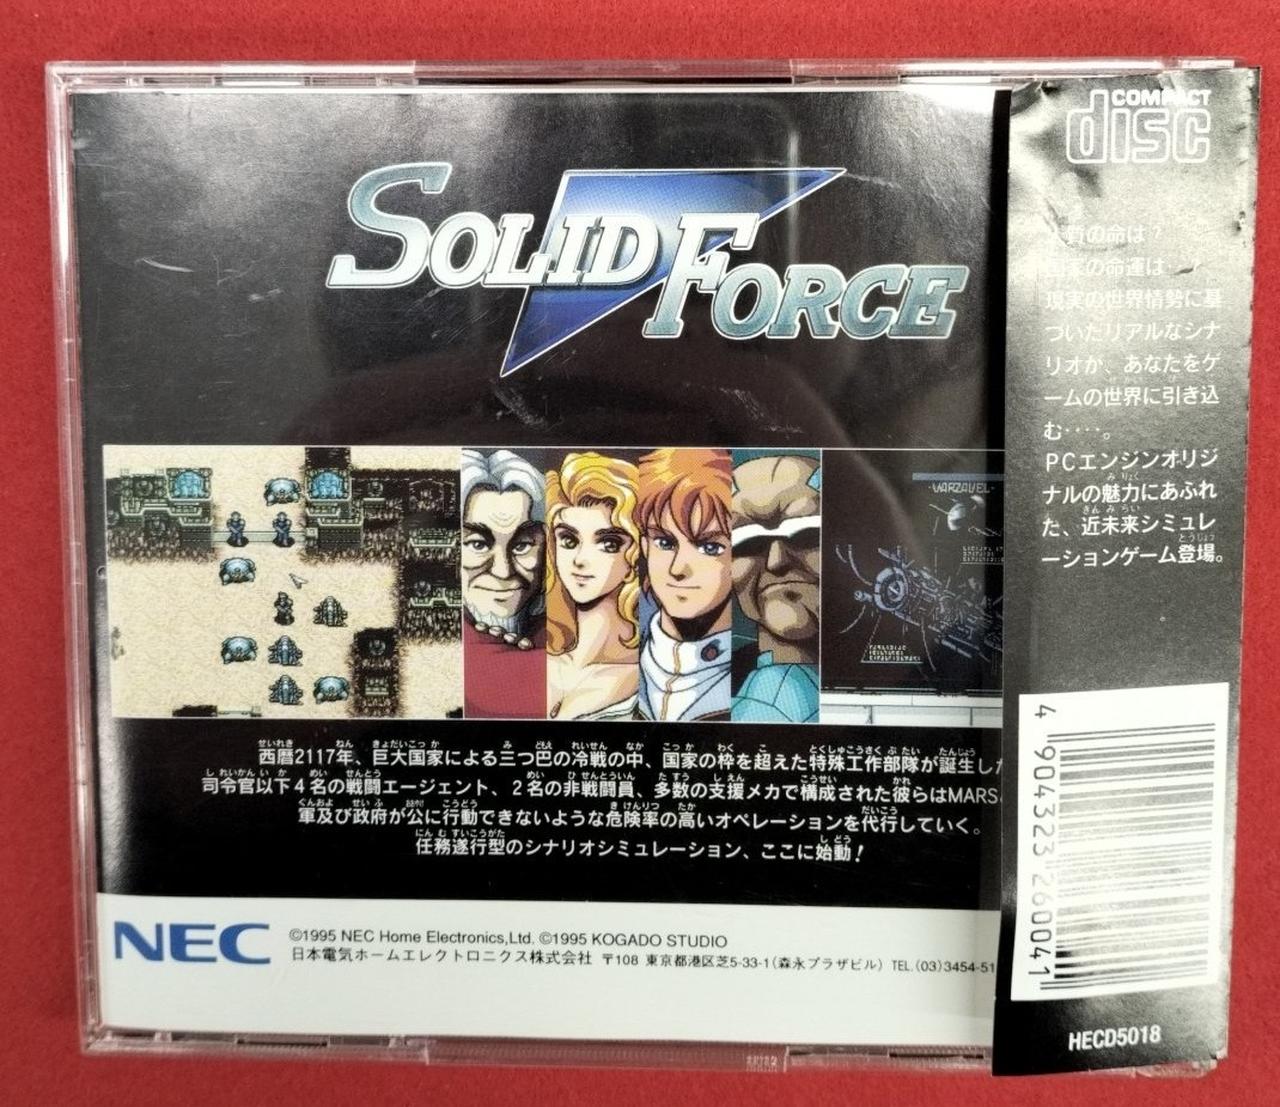 SOLID FORCE
-VARZAVEL-
西暦2117年、巨大国家による三つ巴の冷戦の中、国家の枠を超えた特殊工作部隊が誕生した
司令官以下4名の戦闘エージェント、2名の非戦闘員、多数の支援メカで構成された彼らはMARS
軍及び政府が公に行動できないような危険率の高いオペレーションを代行していく。
任務遂行型のシナリオシミュレーション、ここに始動！
NEC
©1995 NEC Home Electronics,Ltd. ©1995 KOGADO STUDIO
日本電気ホームエレクトロニクス株式会社 〒108 東京都港区芝5-33-1(森永プラザビル) TEL.(03)3454-51
COMPACT
disc
の命は?
国家の命運は…?
現実の世界情勢に基
づいたリアルなシナ
リオが、あなたをゲ
ームの世界に引き込
む‥‥。
PCエンジンオリジ
ナルの魅力にあふれ
た、近未来シミュレ
ーションゲーム登場。
4 904323 260041
HECD5018